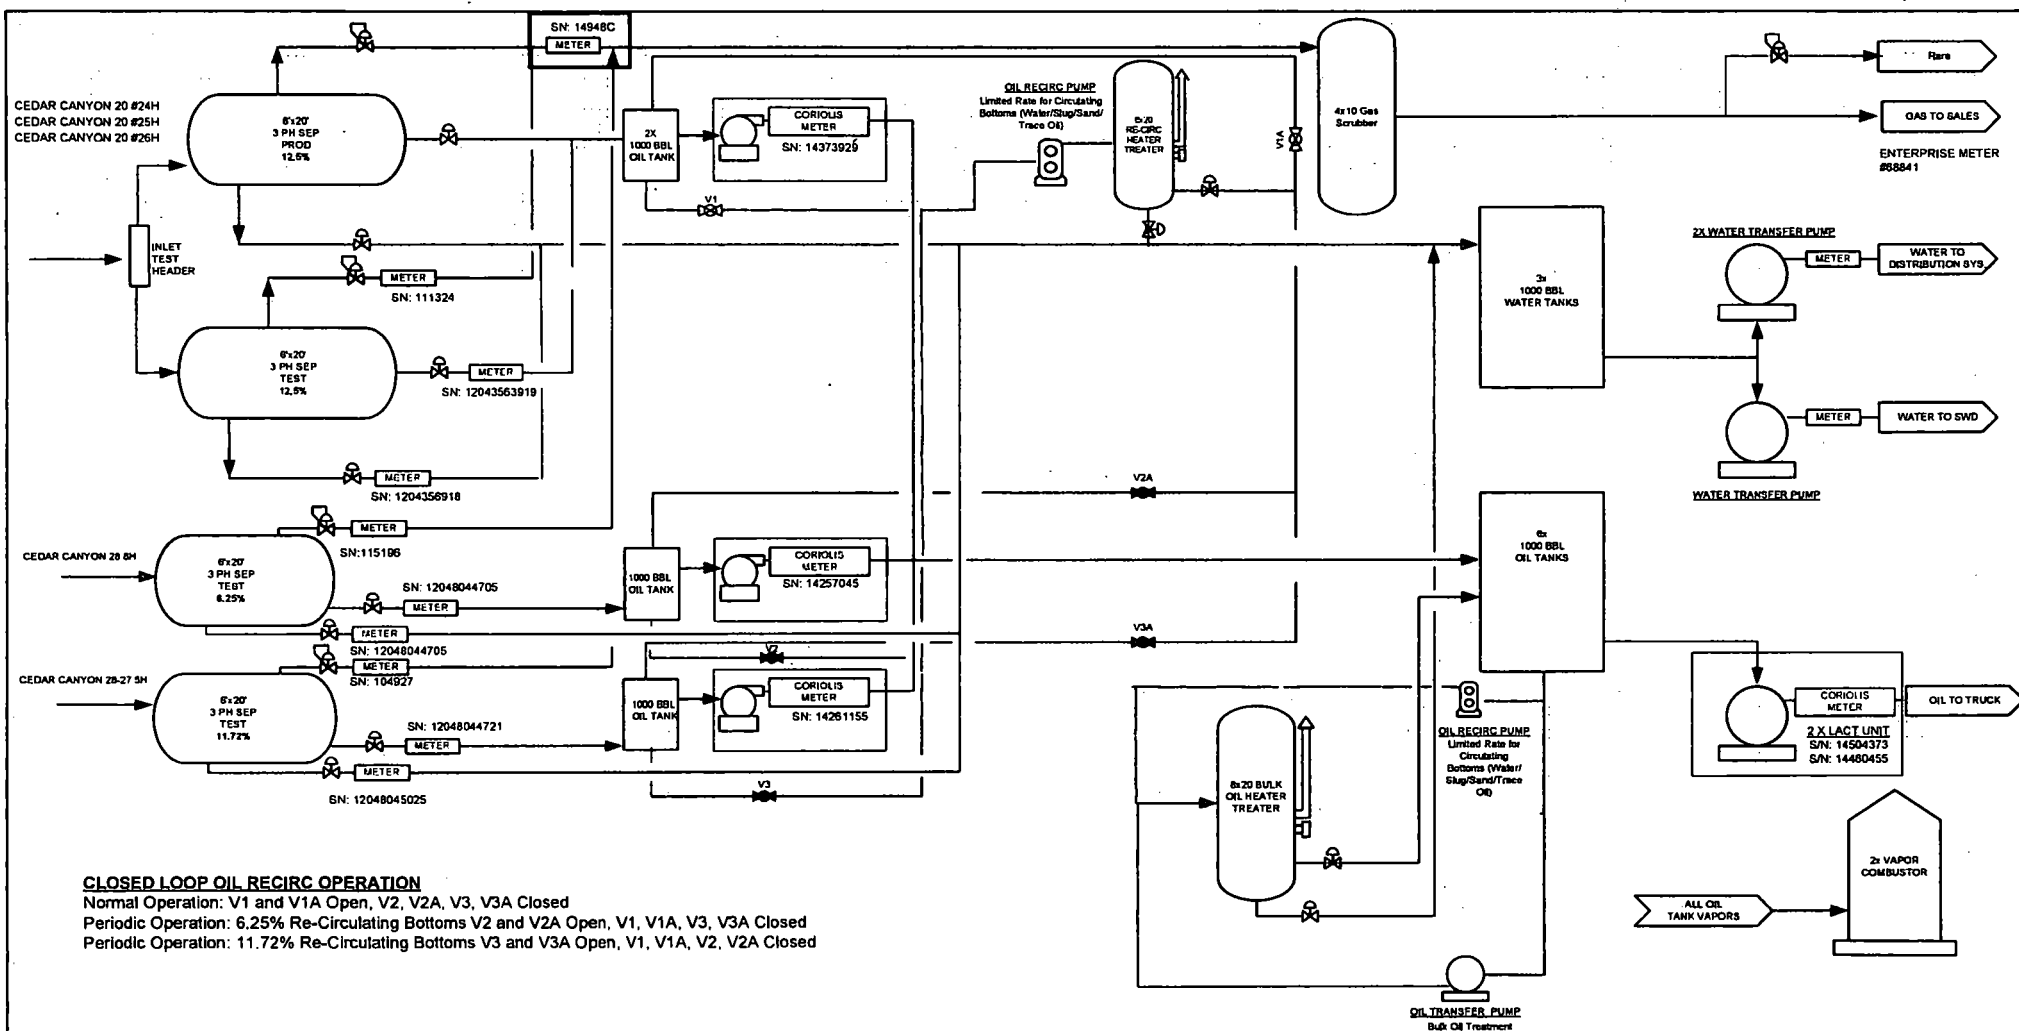 SN: 14948C
METER
CEDAR CANYON 20 #24H
CEDAR CANYON 20 #25H
CEDAR CANYON 20 #26H
6'x20'
3 PH SEP
PROD
12.5%
INLET
TEST
HEADER
METER
SN: 111324
6'x20'
3 PH SEP
TEST
12.5%
METER
SN: 12043563919
METER
SN: 1204356918
2X
1000 BBL
OIL TANK
CORIOLIS
METER
SN: 14373926
V1
OIL RECIRC PUMP
Limited Rate for Circulating
Bottoms (Water/Slug/Sand/
Trace Oil)
RE-CIRC
HEATER
TREATER
V1A
4x10 Gas
Scrubber
Flare
GAS TO SALES
ENTERPRISE METER
#68841
3x
1000 BBL
WATER TANKS
2X WATER TRANSFER PUMP
METER
WATER TO
DISTRIBUTION SYS.
METER
WATER TO SWD
WATER TRANSFER PUMP
CEDAR CANYON 28 8H
6'x20'
3 PH SEP
TEST
6.25%
METER
SN:115196
SN: 12048044705
METER
METER
SN: 12048044705
1000 BBL
OIL TANK
CORIOLIS
METER
SN: 14257045
V2A
V3A
V2
6x
1000 BBL
OIL TANKS
CEDAR CANYON 28-27 5H
6'x20'
3 PH SEP
TEST
11.72%
METER
SN: 104927
SN: 12048044721
METER
METER
SN: 12048045025
1000 BBL
OIL TANK
CORIOLIS
METER
SN: 14261155
V3
8x20 BULK
OIL HEATER
TREATER
OIL RECIRC PUMP
Limited Rate for
Circulating
Bottoms (Water/
Slug/Sand/Trace
Oil)
CORIOLIS
METER
2 X LACT UNIT
S/N: 14504373
S/N: 14460455
OIL TO TRUCK
2x VAPOR
COMBUSTOR
ALL OIL
TANK VAPORS
OIL TRANSFER PUMP
Bulk Oil Treatment
CLOSED LOOP OIL RECIRC OPERATION
Normal Operation: V1 and V1A Open, V2, V2A, V3, V3A Closed
Periodic Operation: 6.25% Re-Circulating Bottoms V2 and V2A Open, V1, V1A, V3, V3A Closed
Periodic Operation: 11.72% Re-Circulating Bottoms V3 and V3A Open, V1, V1A, V2, V2A Closed